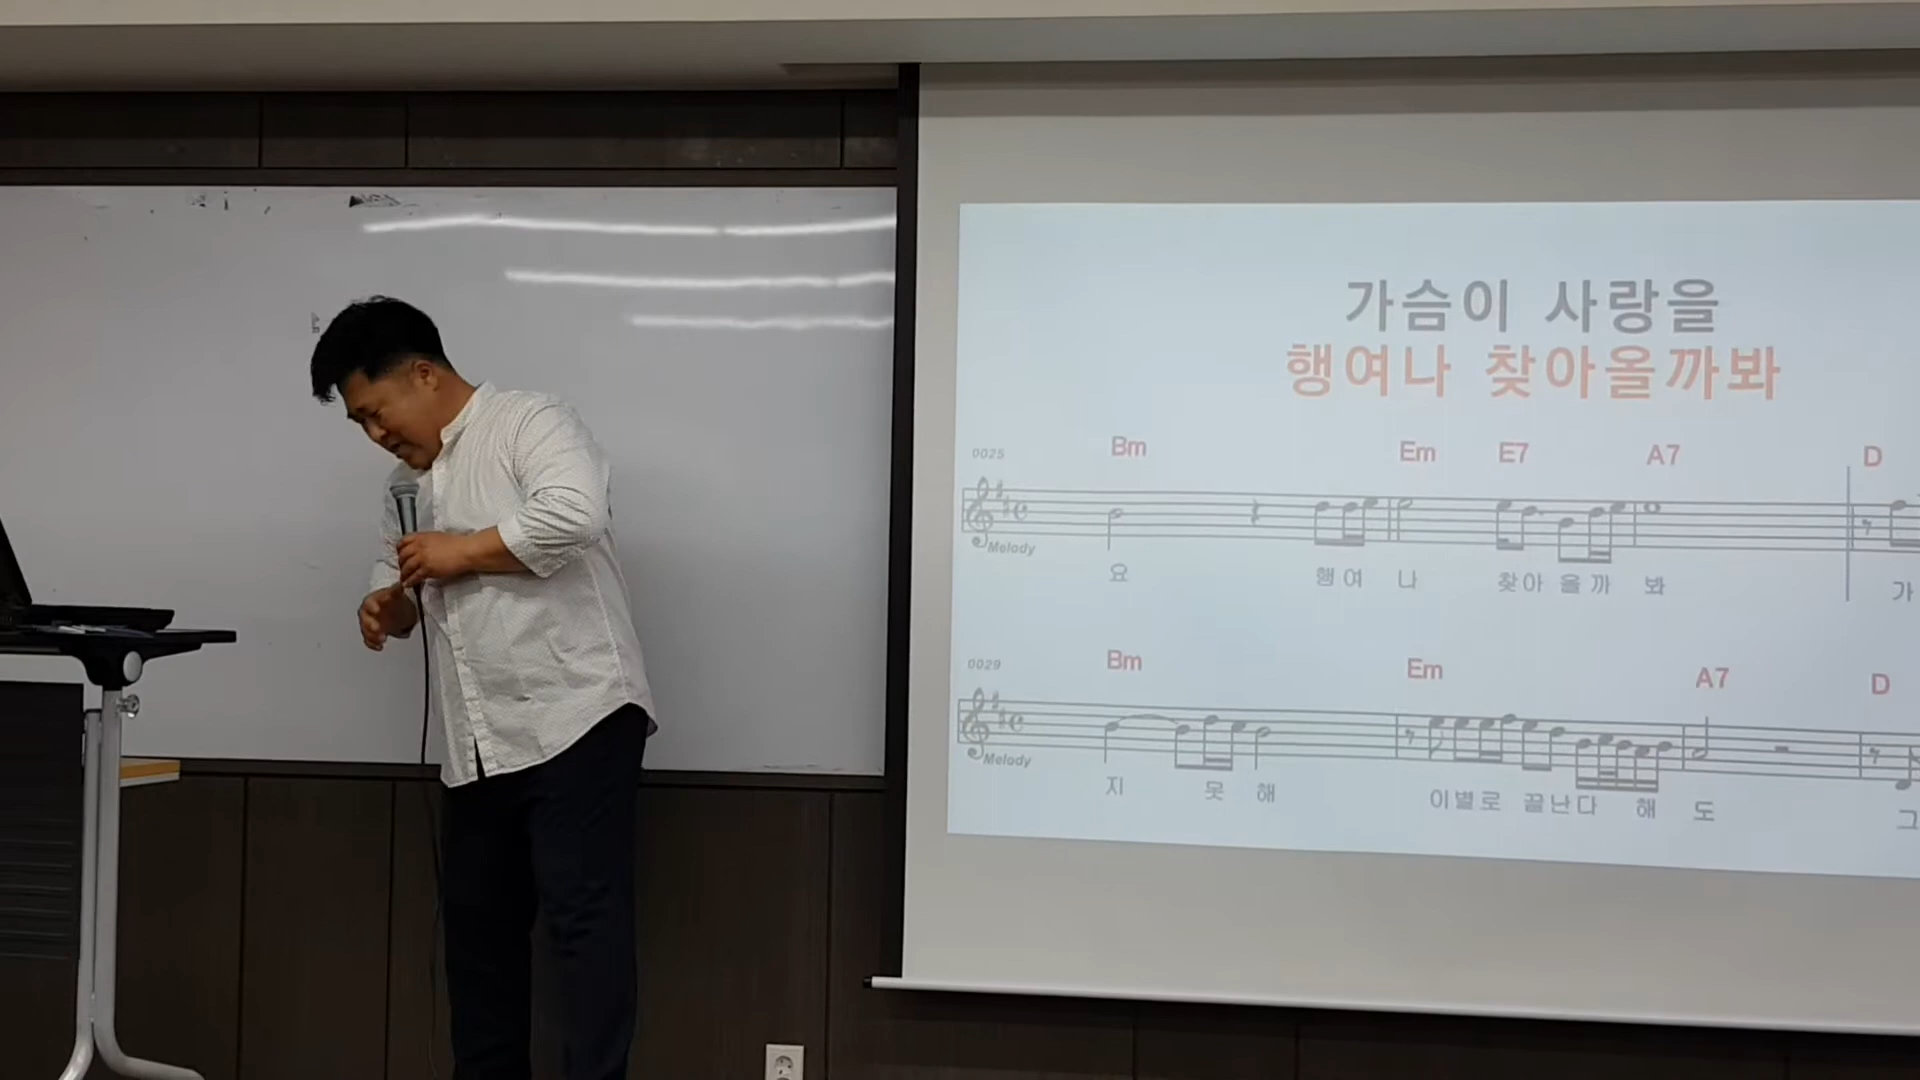 가슴이 사랑을
행여나 찾아올까봐
0025 Bm Em E7 A7 D
Melody
요 행여 나 찾아 을까 봐 가
0029 Bm Em A7 D
Melody
지 못 해 이별로 끝난다 해 도 그